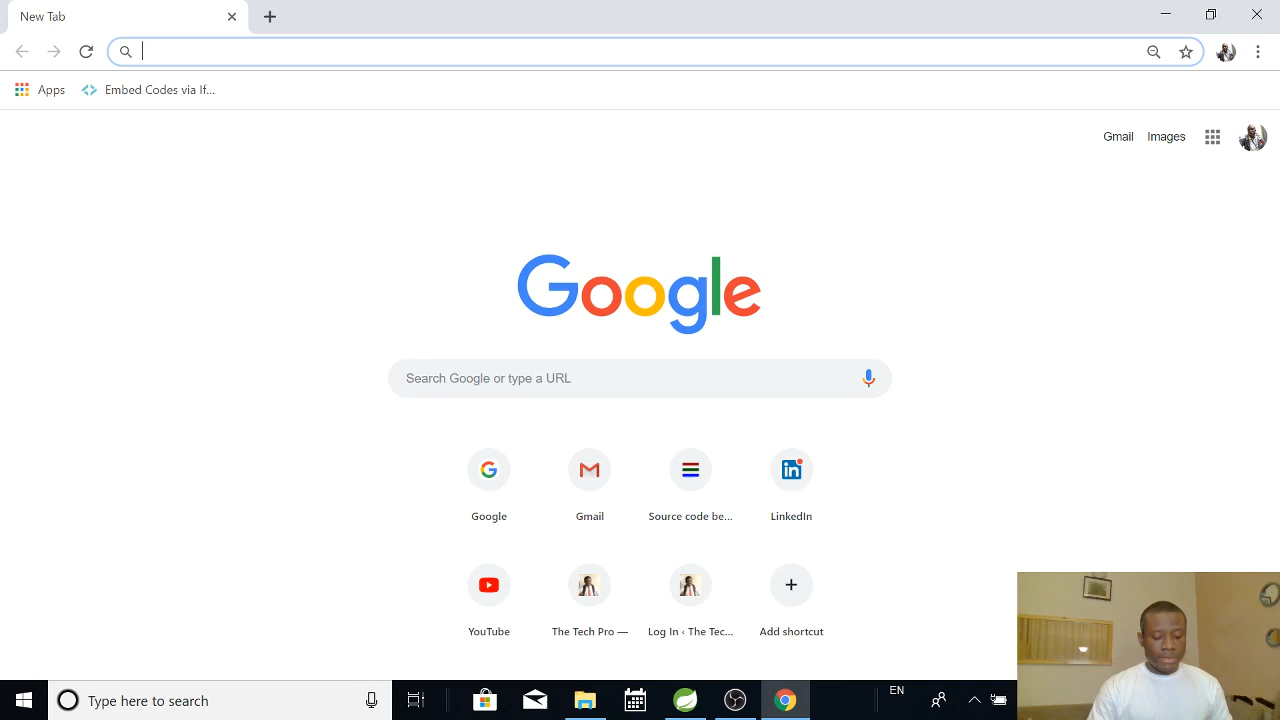 New Tab
Apps
Embed Codes via If...
Gmail
Images
Google
Search Google or type a URL
Google
Gmail
Source code be...
LinkedIn
YouTube
The Tech Pro —
Log In ‹ The Tec...
Add shortcut
Type here to search
EN